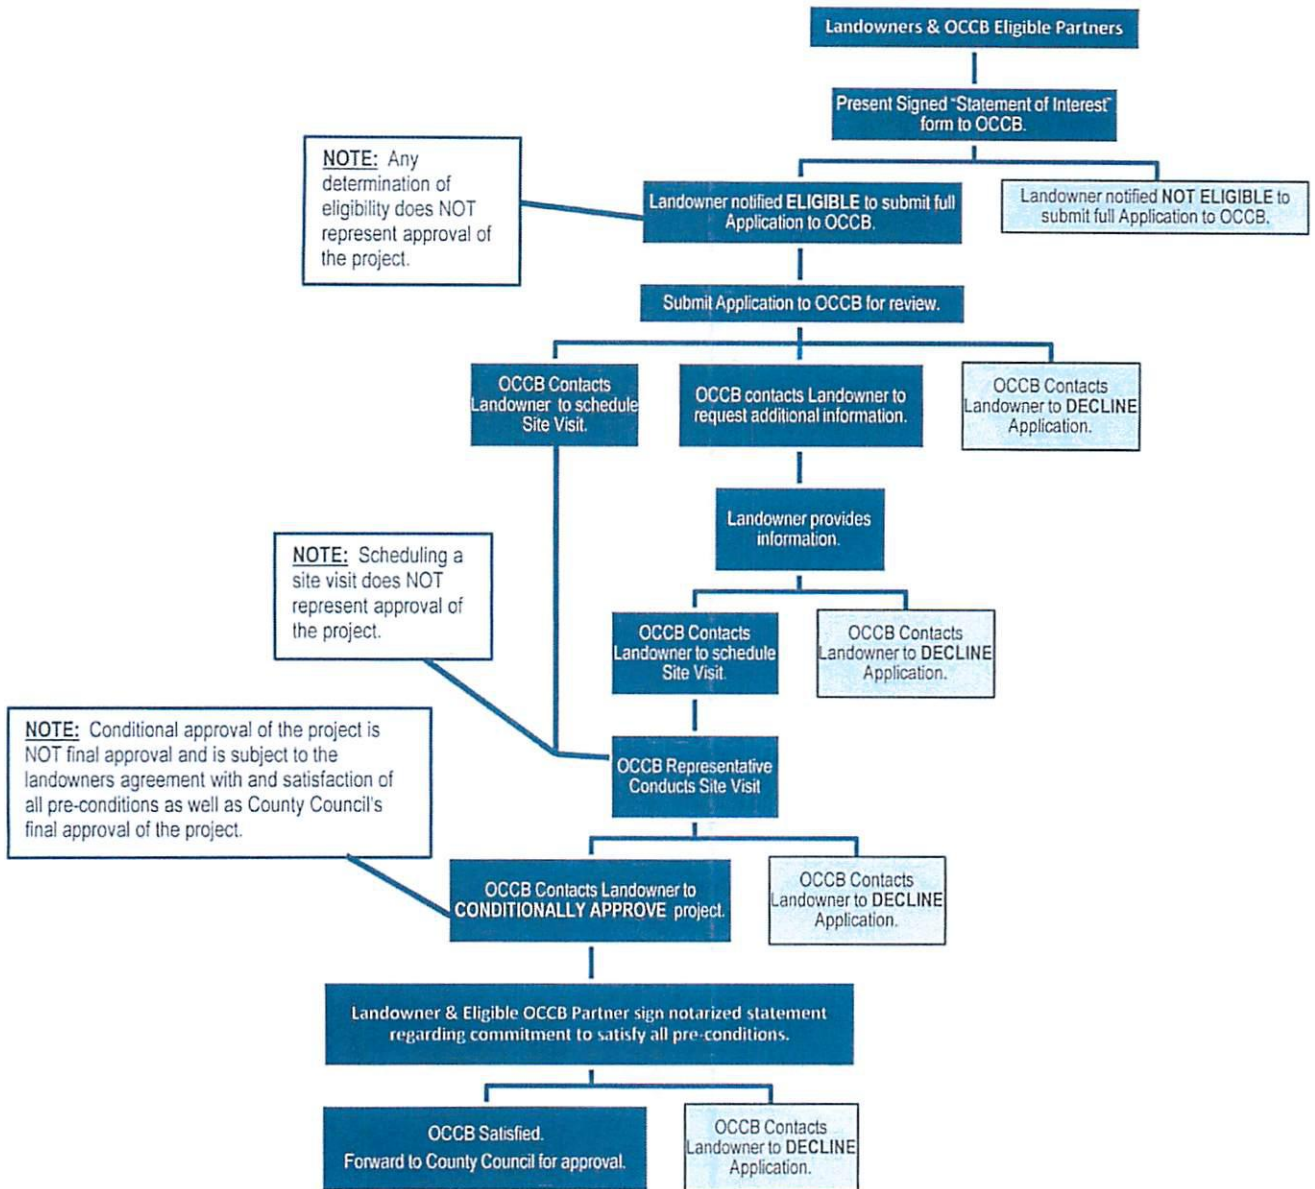 Landowners & OCCB Eligible Partners
Present Signed "Statement of Interest"
form to OCCB.
NOTE: Any
determination of
eligibility does NOT
represent approval of
the project.
Landowner notified ELIGIBLE to submit full
Application to OCCB.
Landowner notified NOT ELIGIBLE to
submit full Application to OCCB.
Submit Application to OCCB for review.
OCCB Contacts
Landowner to schedule
Site Visit.
OCCB contacts Landowner to
request additional information.
OCCB Contacts
Landowner to DECLINE
Application.
Landowner provides
information.
NOTE: Scheduling a
site visit does NOT
represent approval of
the project.
OCCB Contacts
Landowner to schedule
Site Visit.
OCCB Contacts
Landowner to DECLINE
Application.
NOTE: Conditional approval of the project is
NOT final approval and is subject to the
landowners agreement with and satisfaction of
all pre-conditions as well as County Council's
final approval of the project.
OCCB Representative
Conducts Site Visit
OCCB Contacts Landowner to
CONDITIONALLY APPROVE project.
OCCB Contacts
Landowner to DECLINE
Application.
Landowner & Eligible OCCB Partner sign notarized statement
regarding commitment to satisfy all pre-conditions.
OCCB Satisfied.
Forward to County Council for approval.
OCCB Contacts
Landowner to DECLINE
Application.